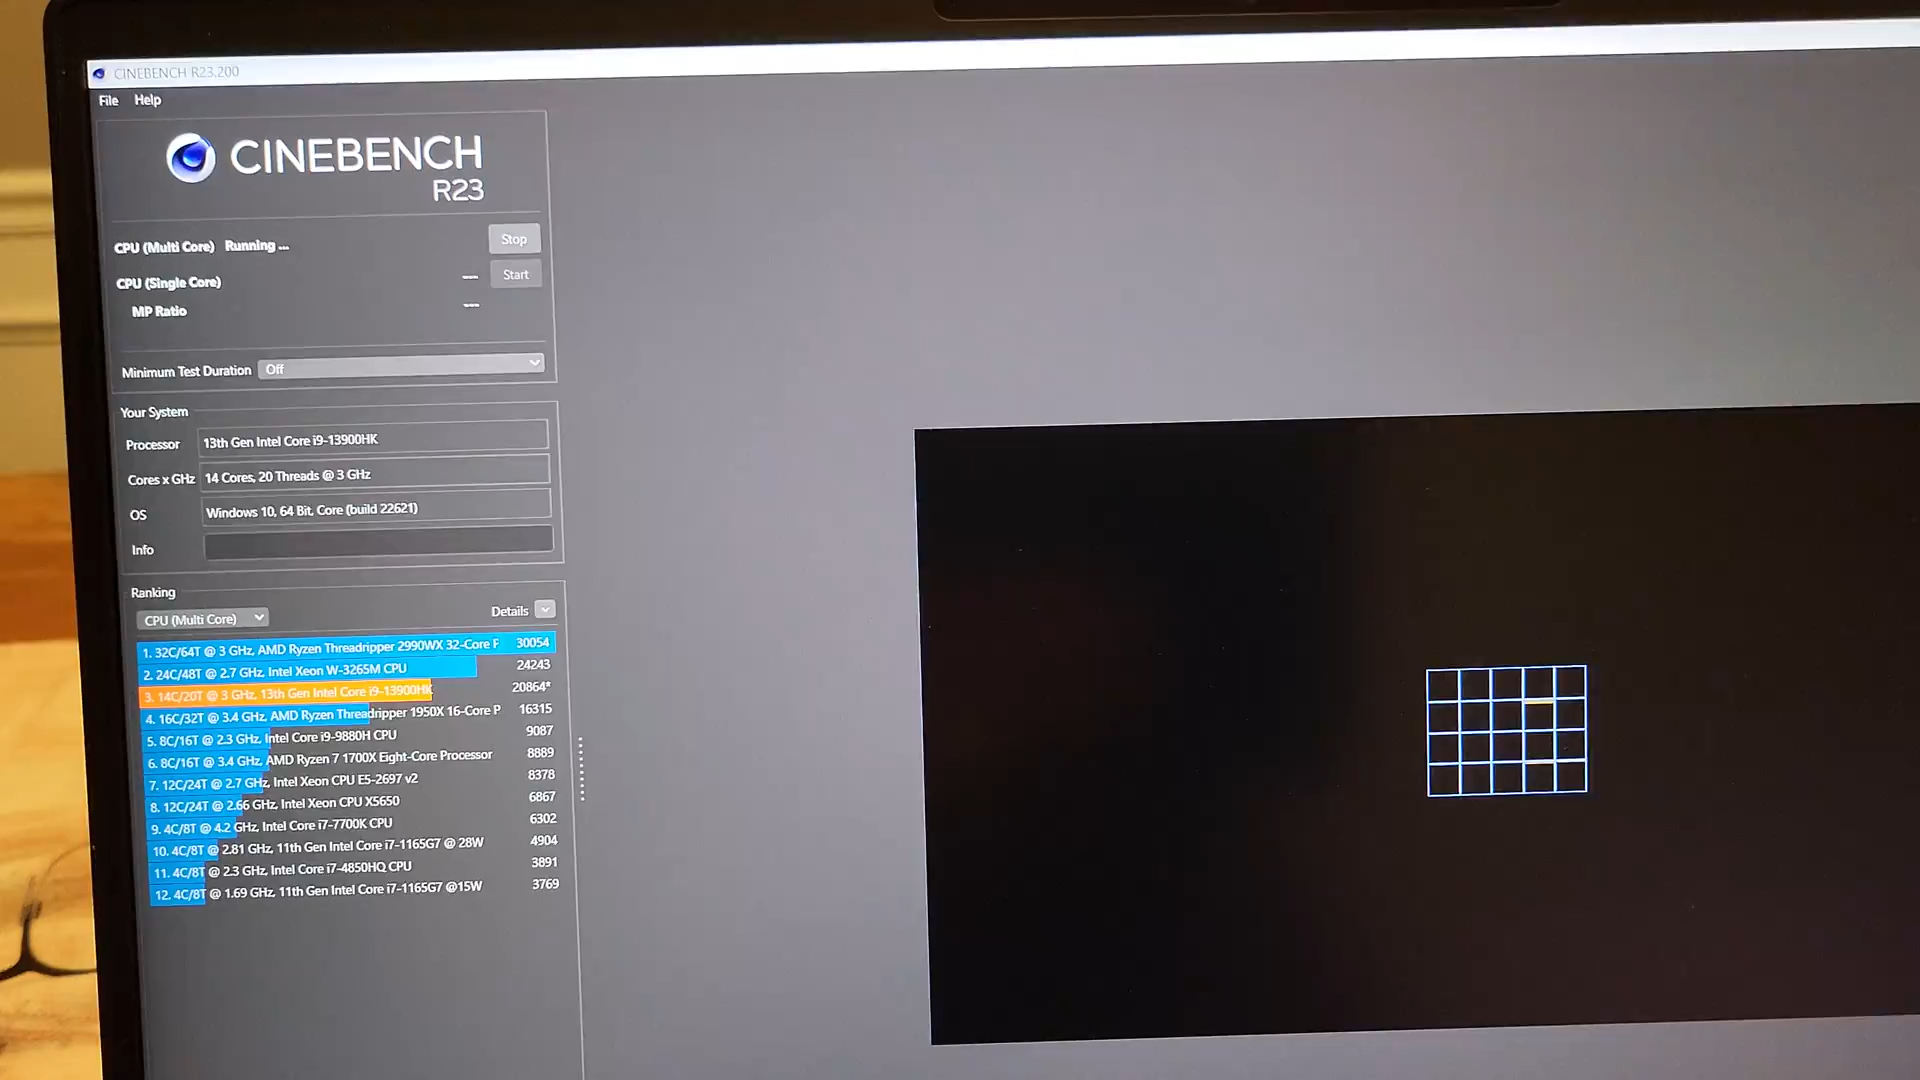 CINEBENCH R23.200
File Help
CINEBENCH
R23
CPU (Multi Core) Running ... Stop
CPU (Single Core) --- Start
MP Ratio ---
Minimum Test Duration Off
Your System
Processor 13th Gen Intel Core i9-13900HK
Cores x GHz 14 Cores, 20 Threads @ 3 GHz
OS Windows 10, 64 Bit, Core (build 22621)
Info
Ranking
CPU (Multi Core) Details
1. 32C/64T @ 3 GHz, AMD Ryzen Threadripper 2990WX 32-Core P 30054
2. 24C/48T @ 2.7 GHz, Intel Xeon W-3265M CPU 24243
3. 14C/20T @ 3 GHz, 13th Gen Intel Core i9-13900HK 20864*
4. 16C/32T @ 3.4 GHz, AMD Ryzen Threadripper 1950X 16-Core P 16315
5. 8C/16T @ 2.3 GHz, Intel Core i9-9880H CPU 9087
6. 8C/16T @ 3.4 GHz, AMD Ryzen 7 1700X Eight-Core Processor 8889
7. 12C/24T @ 2.7 GHz, Intel Xeon CPU E5-2697 v2 8378
8. 12C/24T @ 2.66 GHz, Intel Xeon CPU X5650 6867
9. 4C/8T @ 4.2 GHz, Intel Core i7-7700K CPU 6302
10. 4C/8T @ 2.81 GHz, 11th Gen Intel Core i7-1165G7 @ 28W 4904
11. 4C/8T @ 2.3 GHz, Intel Core i7-4850HQ CPU 3891
12. 4C/8T @ 1.69 GHz, 11th Gen Intel Core i7-1165G7 @15W 3769